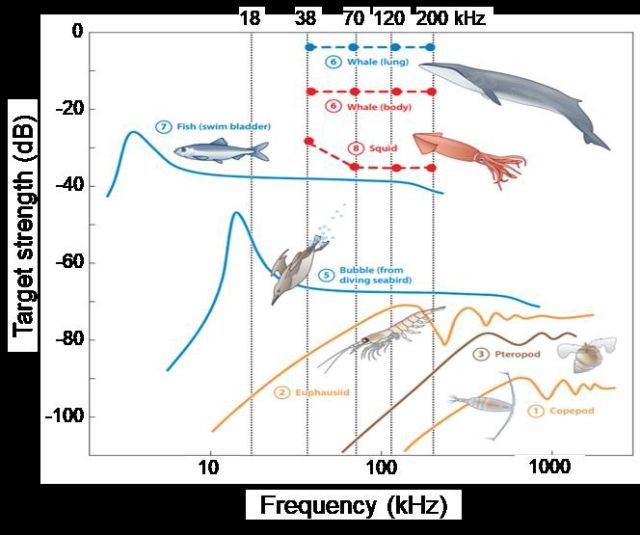 18 38 70 120 200 kHz
0
-20
-40
-60
-80
-100
Target strength (dB)
6 Whale (lung)
6 Whale (body)
7 Fish (swim bladder)
8 Squid
5 Bubble (from
diving seabird)
3 Pteropod
2 Euphausiid
1 Copepod
10 100 1000
Frequency (kHz)